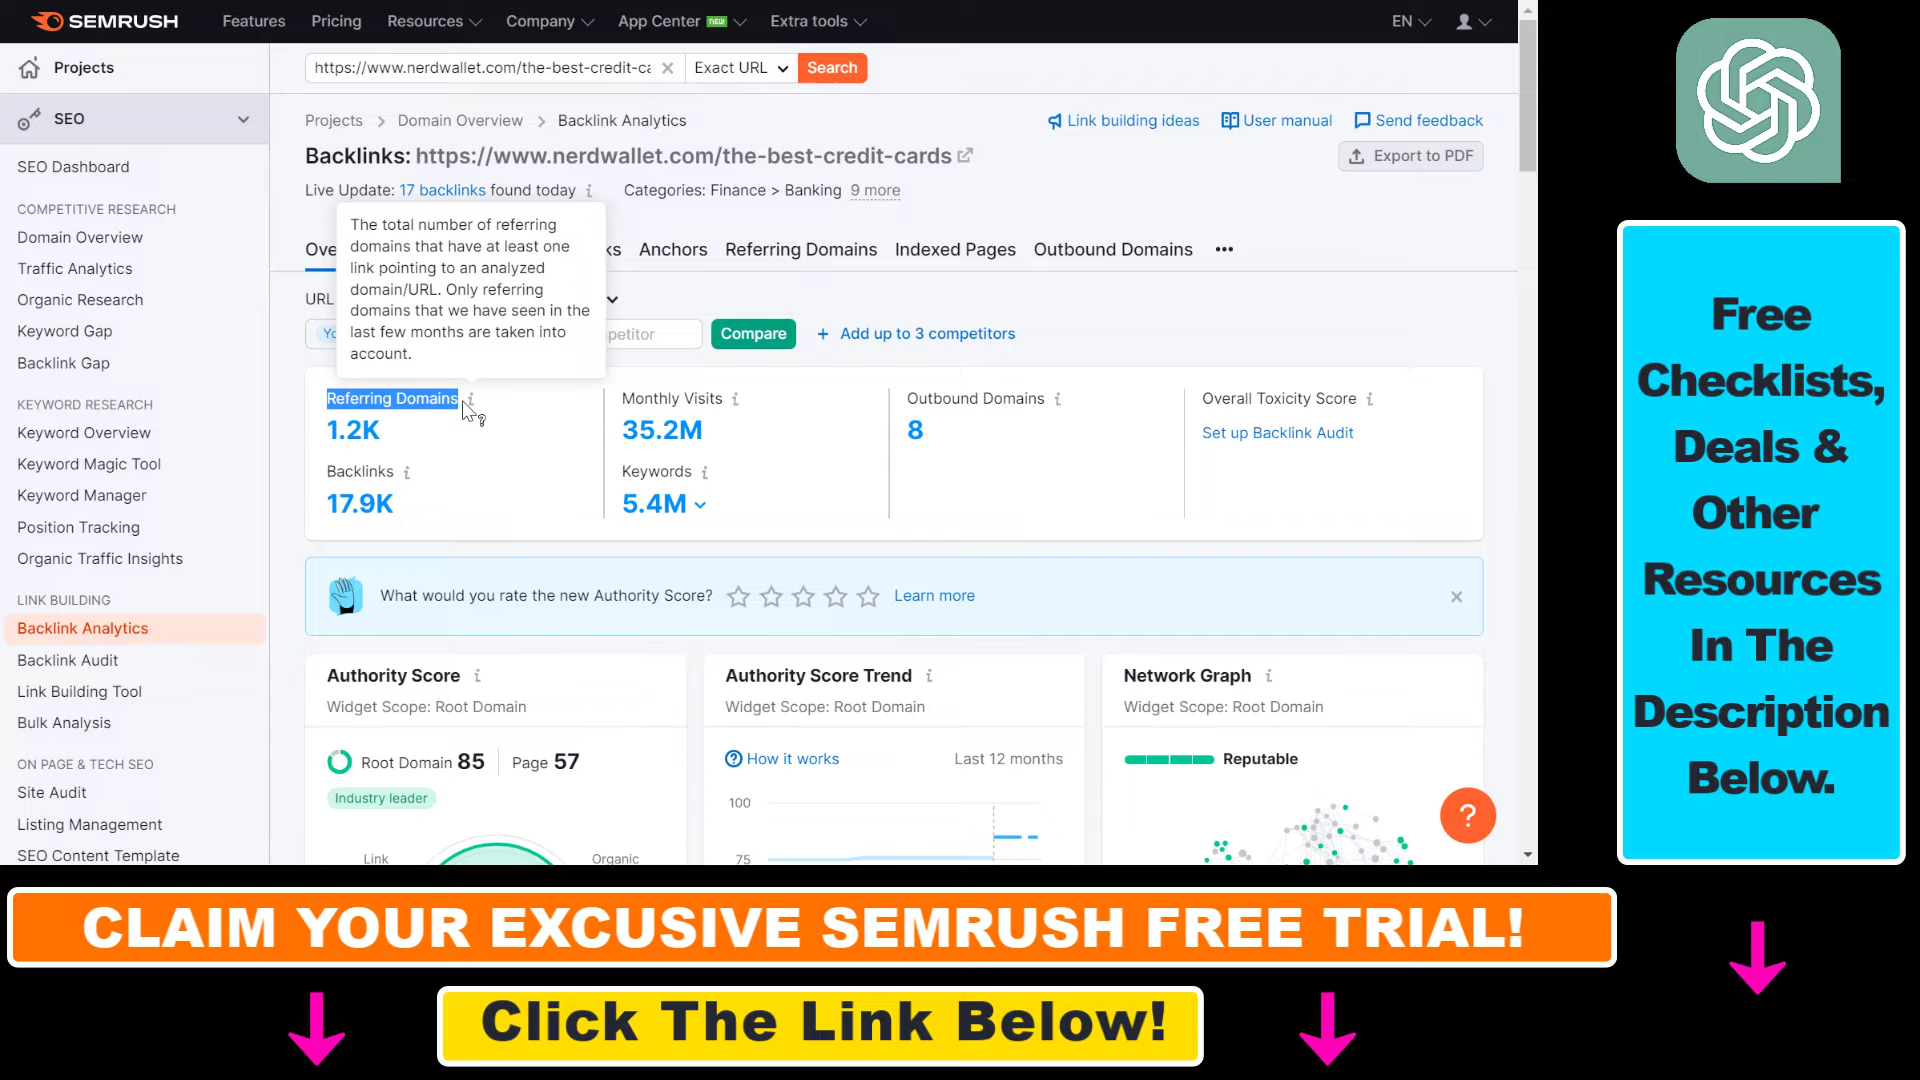 SEMRUSH
Features
Pricing
Resources
Company
App Center NEW
Extra tools
EN
Projects
SEO
SEO Dashboard
COMPETITIVE RESEARCH
Domain Overview
Traffic Analytics
Organic Research
Keyword Gap
Backlink Gap
KEYWORD RESEARCH
Keyword Overview
Keyword Magic Tool
Keyword Manager
Position Tracking
Organic Traffic Insights
LINK BUILDING
Backlink Analytics
Backlink Audit
Link Building Tool
Bulk Analysis
ON PAGE & TECH SEO
Site Audit
Listing Management
SEO Content Template
https://www.nerdwallet.com/the-best-credit-ca
Exact URL
Search
Projects > Domain Overview > Backlink Analytics
Link building ideas
User manual
Send feedback
Backlinks: https://www.nerdwallet.com/the-best-credit-cards
Export to PDF
Live Update: 17 backlinks found today i
Categories: Finance > Banking 9 more
The total number of referring
domains that have at least one
link pointing to an analyzed
domain/URL. Only referring
domains that we have seen in the
last few months are taken into
account.
Ove
ks
Anchors
Referring Domains
Indexed Pages
Outbound Domains
•••
URL
Yo
petitor
Compare
+ Add up to 3 competitors
Referring Domains i
1.2K
Backlinks i
17.9K
Monthly Visits i
35.2M
Keywords i
5.4M
Outbound Domains i
8
Overall Toxicity Score i
Set up Backlink Audit
What would you rate the new Authority Score?
Learn more
Authority Score i
Widget Scope: Root Domain
Root Domain 85
Page 57
Industry leader
Link
Organic
Authority Score Trend i
Widget Scope: Root Domain
How it works
Last 12 months
100
75
Network Graph i
Widget Scope: Root Domain
Reputable
?
Free
Checklists,
Deals &
Other
Resources
In The
Description
Below.
CLAIM YOUR EXCUSIVE SEMRUSH FREE TRIAL!
Click The Link Below!